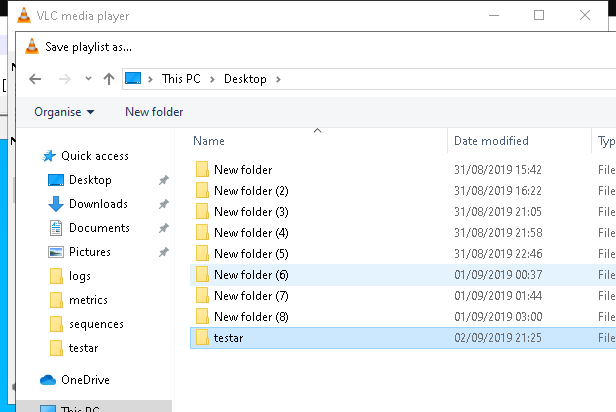 VLC media player
Save playlist as...
This PC > Desktop >
Organise New folder
Name Date modified Typ
Quick access
Desktop
Downloads
Documents
Pictures
logs
metrics
sequences
testar
OneDrive
This PC
New folder 31/08/2019 15:42 File
New folder (2) 31/08/2019 16:22 File
New folder (3) 31/08/2019 21:05 File
New folder (4) 31/08/2019 21:58 File
New folder (5) 31/08/2019 22:46 File
New folder (6) 01/09/2019 00:37 File
New folder (7) 01/09/2019 01:44 File
New folder (8) 01/09/2019 03:00 File
testar 02/09/2019 21:25 File